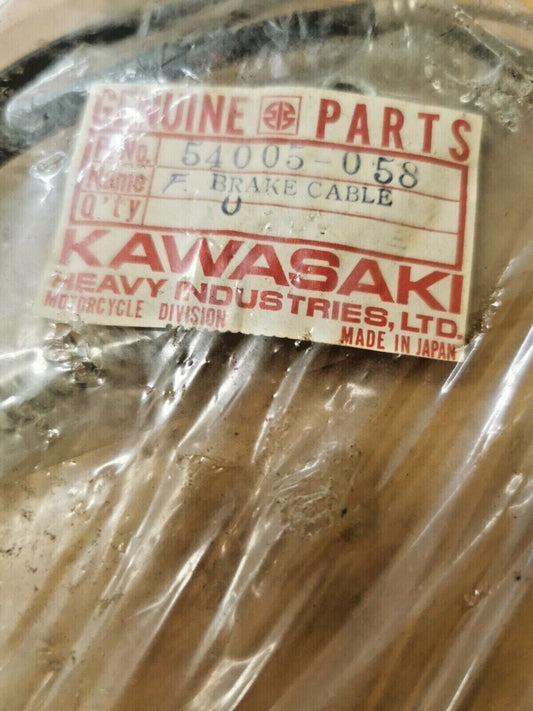 GENUINE PARTS
P. No. 54005-058
Name F. BRAKE CABLE
Q'ty
KAWASAKI
HEAVY INDUSTRIES, LTD.
MOTORCYCLE DIVISION
MADE IN JAPAN